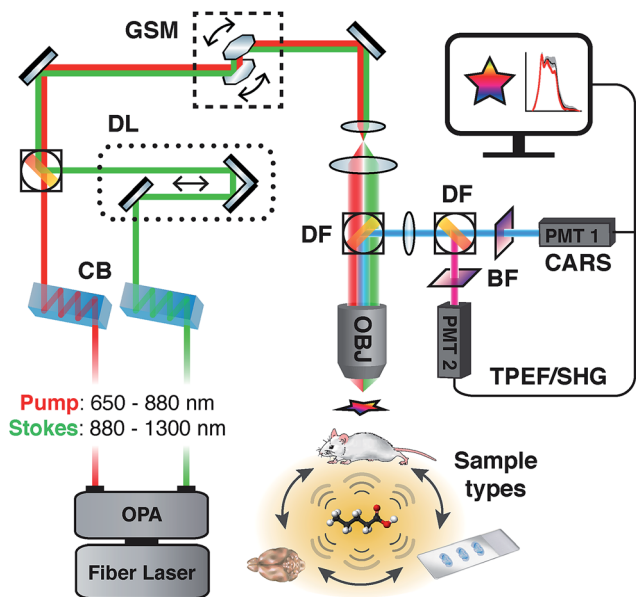 GSM
DL
DF
DF
PMT 1
BF
CARS
CB
OBJ
PMT 2
TPEF/SHG
Pump: 650 - 880 nm
Stokes: 880 - 1300 nm
Sample
types
OPA
Fiber Laser